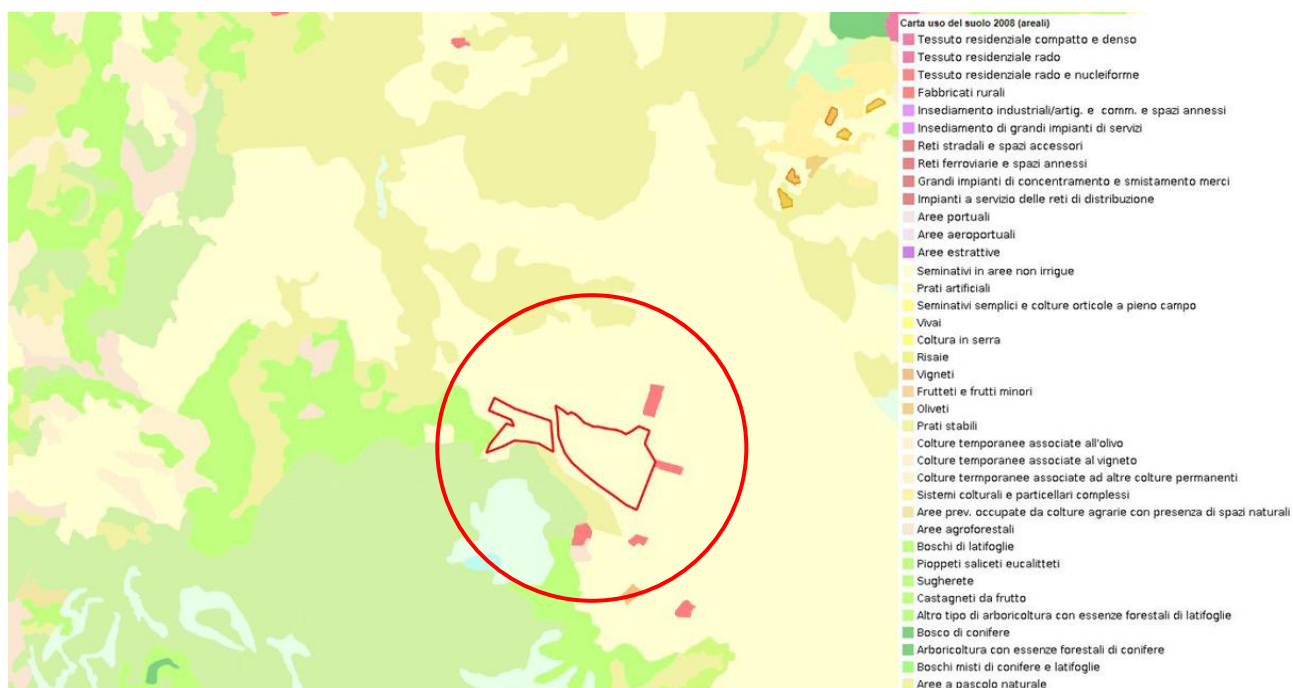 Carta uso del suolo 2008 (areali)
Tessuto residenziale compatto e denso
Tessuto residenziale rado
Tessuto residenziale rado e nucleiforme
Fabbricati rurali
Insediamento industriali/artig. e comm. e spazi annessi
Insediamento di grandi impianti di servizi
Reti stradali e spazi accessori
Reti ferroviarie e spazi annessi
Grandi impianti di concentramento e smistamento merci
Impianti a servizio delle reti di distribuzione
Aree portuali
Aree aeroportuali
Aree estrattive
Seminativi in aree non irrigue
Prati artificiali
Seminativi semplici e colture orticole a pieno campo
Vivai
Coltura in serra
Risaie
Vigneti
Frutteti e frutti minori
Oliveti
Prati stabili
Colture temporanee associate all'olivo
Colture temporanee associate al vigneto
Colture termporanee associate ad altre colture permanenti
Sistemi colturali e particellari complessi
Aree prev. occupate da colture agrarie con presenza di spazi naturali
Aree agroforestali
Boschi di latifoglie
Pioppeti saliceti eucalitteti
Sugherete
Castagneti da frutto
Altro tipo di arboricoltura con essenze forestali di latifoglie
Bosco di conifere
Arboricoltura con essenze forestali di conifere
Boschi misti di conifere e latifoglie
Aree a pascolo naturale